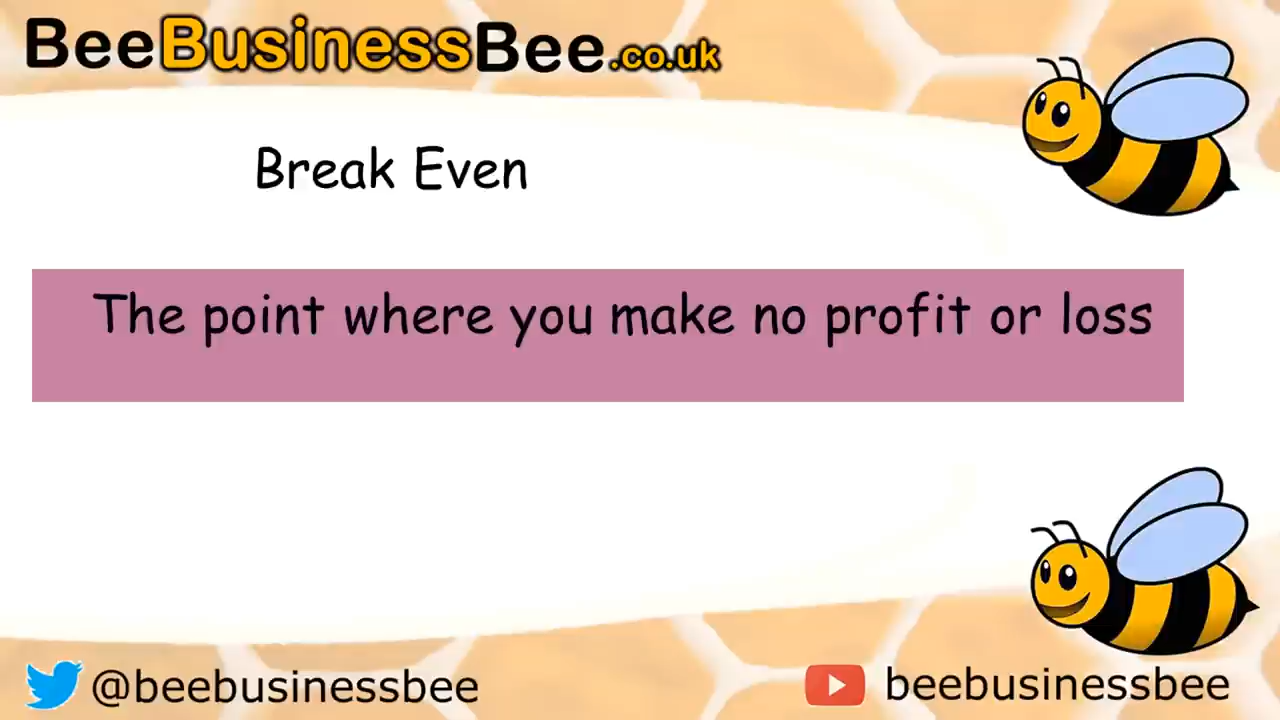 BeeBusinessBee.co.uk
Break Even
The point where you make no profit or loss
@beebusinessbee
beebusinessbee